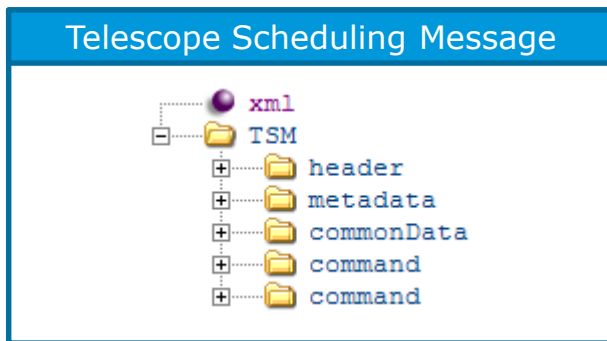 Telescope Scheduling Message
xml
TSM
header
metadata
commonData
command
command